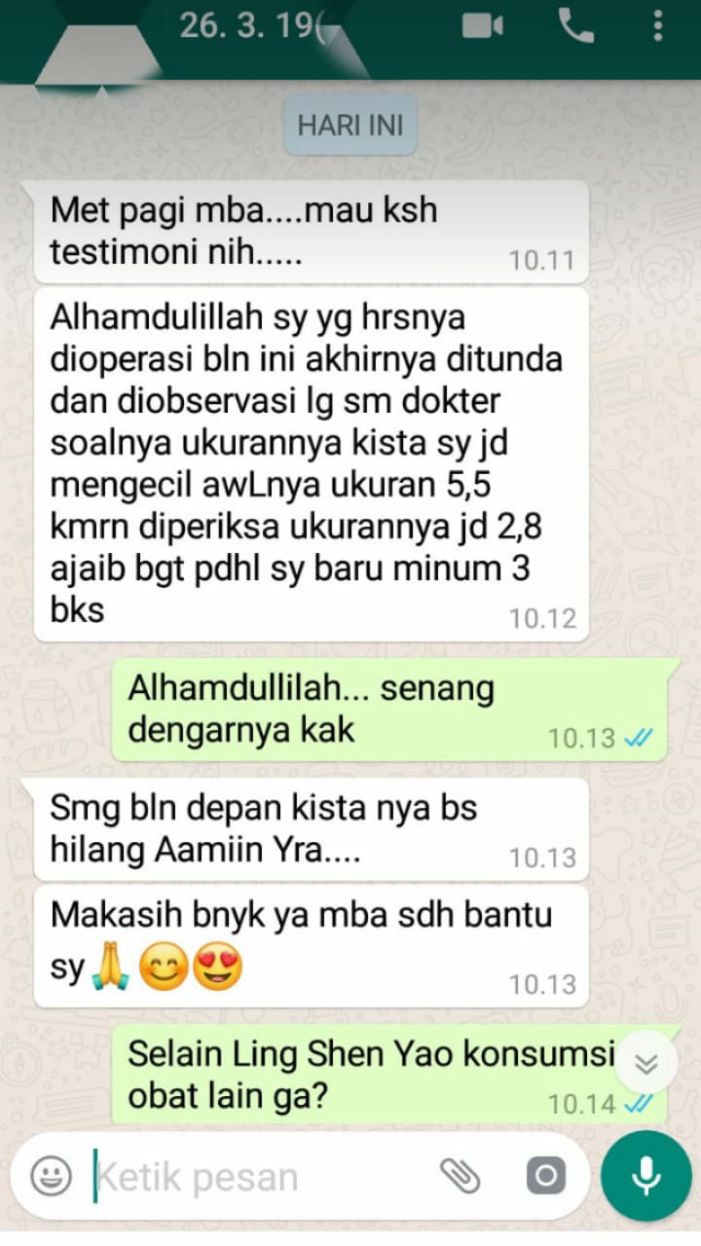 26. 3. 19(
HARI INI
Met pagi mba....mau ksh
testimoni nih.....
10.11
Alhamdulillah sy yg hrsnya
dioperasi bln ini akhirnya ditunda
dan diobservasi lg sm dokter
soalnya ukurannya kista sy jd
mengecil awLnya ukuran 5,5
kmrn diperiksa ukurannya jd 2,8
ajaib bgt pdhl sy baru minum 3
bks
10.12
Alhamdullilah... senang
dengarnya kak
10.13
Smg bln depan kista nya bs
hilang Aamiin Yra....
10.13
Makasih bnyk ya mba sdh bantu
sy🙏😊😍
10.13
Selain Ling Shen Yao konsumsi
obat lain ga?
10.14
Ketik pesan